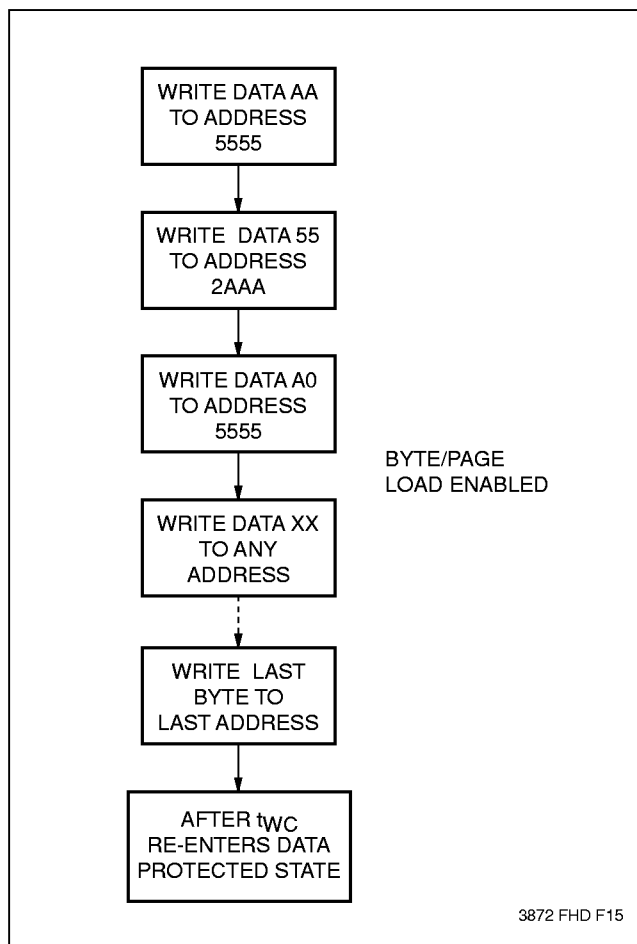 WRITE DATA AA
TO ADDRESS
5555
WRITE DATA 55
TO ADDRESS
2AAA
WRITE DATA A0
TO ADDRESS
5555
BYTE/PAGE
LOAD ENABLED
WRITE DATA XX
TO ANY
ADDRESS
WRITE LAST
BYTE TO
LAST ADDRESS
AFTER tWC
RE-ENTERS DATA
PROTECTED STATE
3872 FHD F15